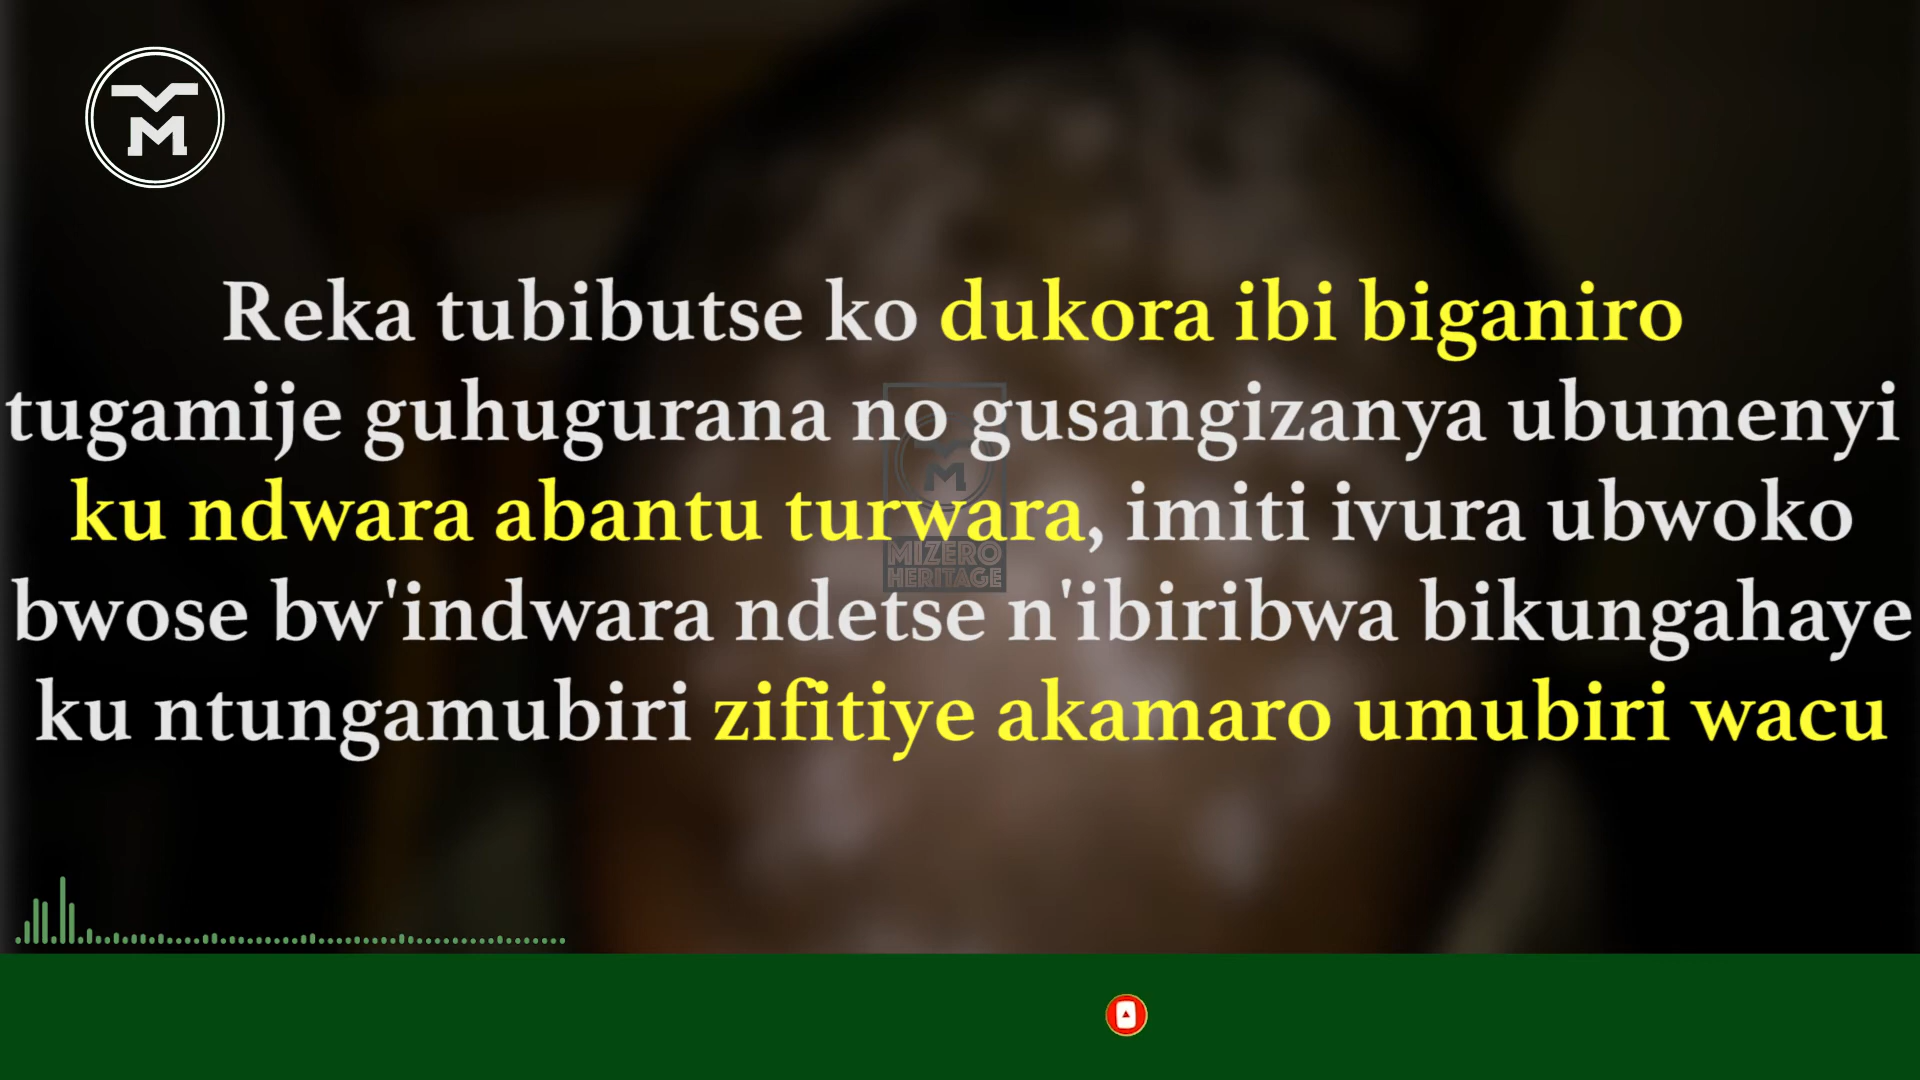 Reka tubibutse ko dukora ibi biganiro
tugamije guhugurana no gusangizanya ubumenyi
ku ndwara abantu turwara, imiti ivura ubwoko
bwose bw'indwara ndetse n'ibiribwa bikungahaye
ku ntungamubiri zifitiye akamaro umubiri wacu
M
MIZERO
HERITAGE